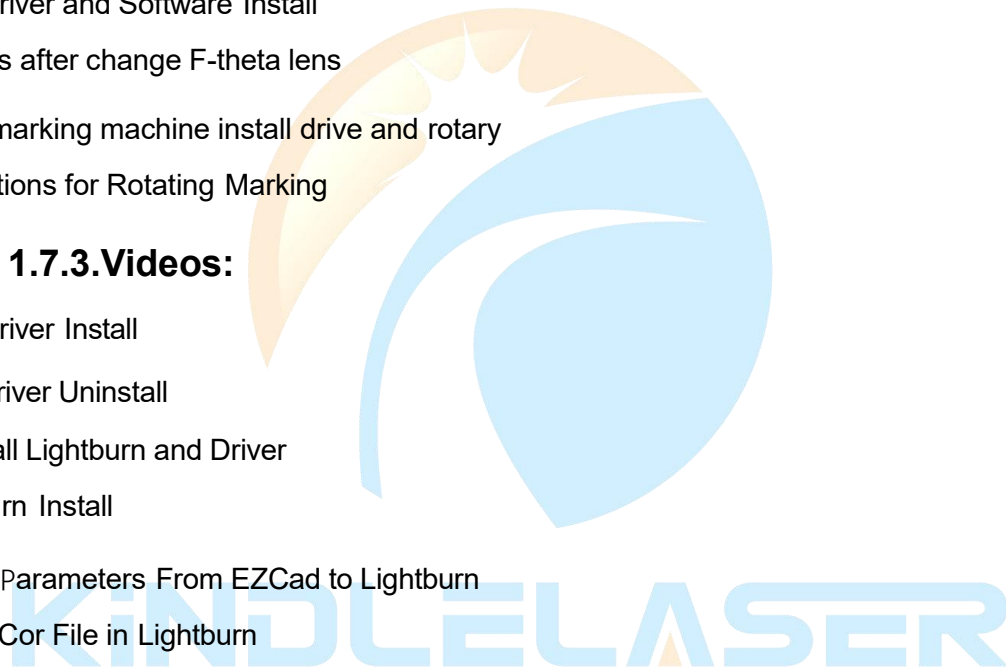 river and Software Install
s after change F-theta lens
marking machine install drive and rotary
tions for Rotating Marking
1.7.3.Videos:
river Install
river Uninstall
all Lightburn and Driver
rn Install
Parameters From EZCad to Lightburn
Cor File in Lightburn
KiNDLELASER